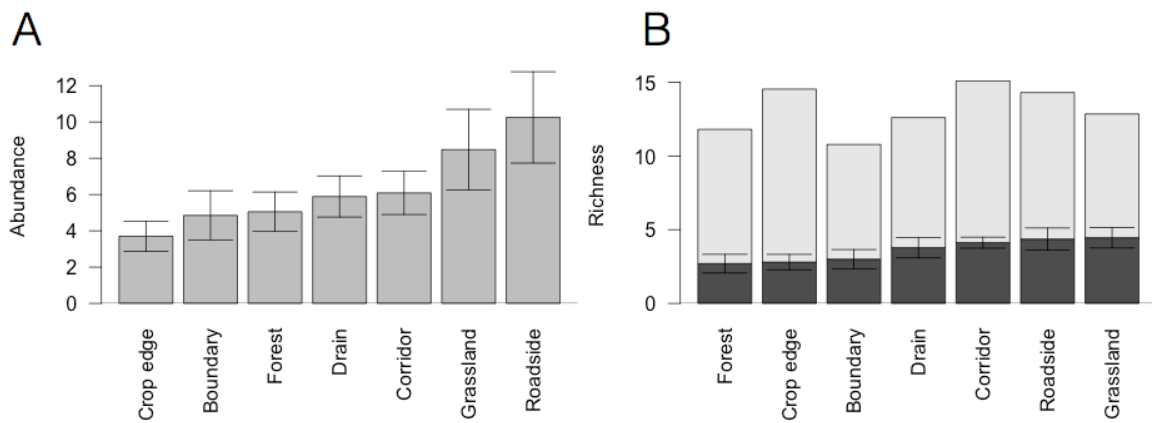 A
Abundance
12
10
8
6
4
2
0
Crop edge
Boundary
Forest
Drain
Corridor
Grassland
Roadside
B
Richness
15
10
5
0
Forest
Crop edge
Boundary
Drain
Corridor
Roadside
Grassland